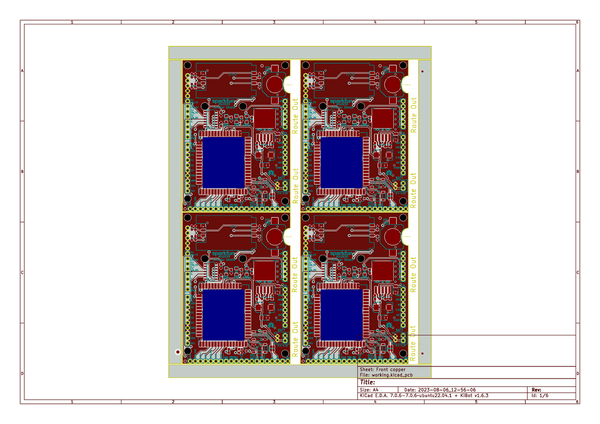 1 2 3 4 5 6
A A
B B
C C
D D
Route Out Route Out
Route Out Route Out
Route Out Route Out
Route Out Route Out
Sheet: Front copper
File: working.kicad_pcb
Title:
Size: A4 Date: 2023-08-06_12-56-06 Rev:
KiCad E.D.A. 7.0.6-7.0.6~ubuntu22.04.1 + KiBot v1.6.3 Id: 1/6
1 2 3 4 5 6